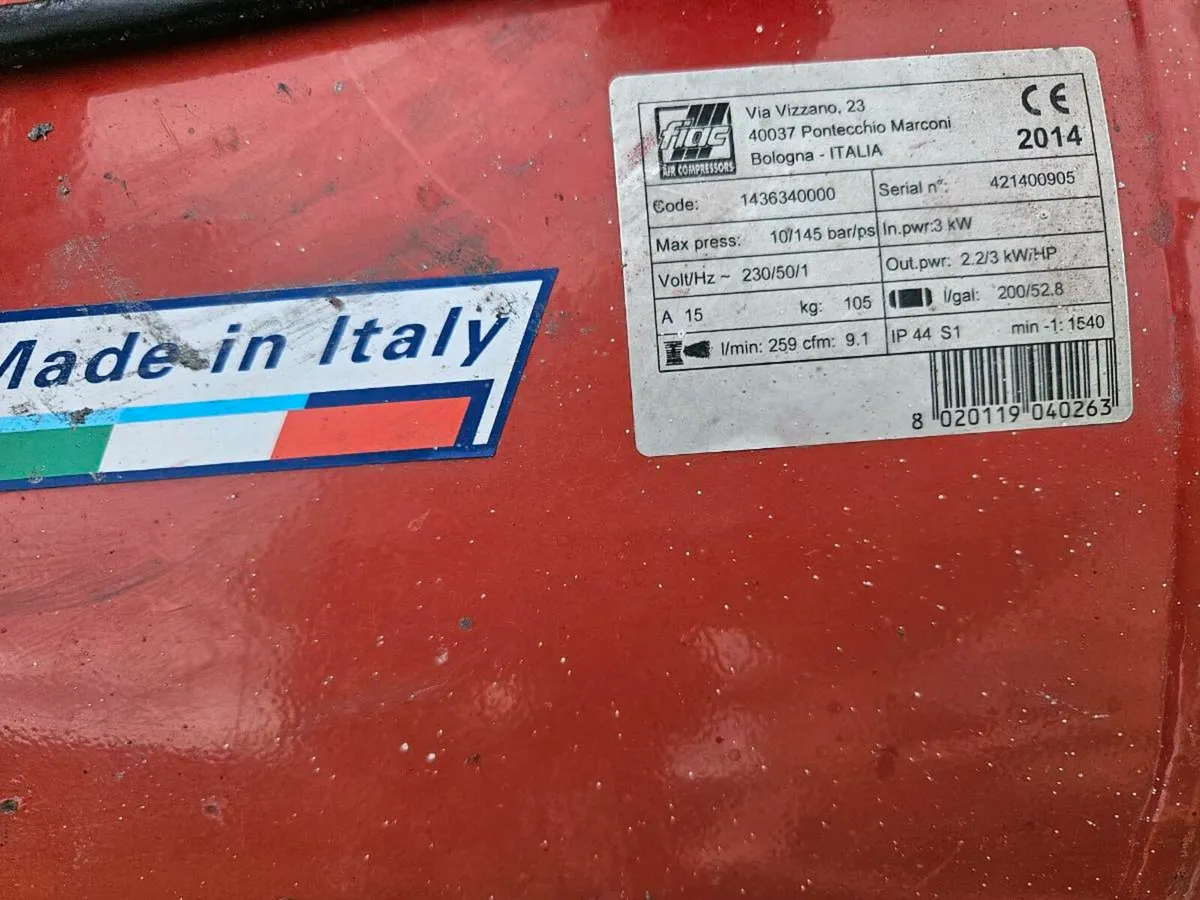 Made in Italy
fiac
AIR COMPRESSORS
Via Vizzano, 23
40037 Pontecchio Marconi
Bologna - ITALIA
CE
2014
Code: 1436340000
Serial n°: 421400905
Max press: 10/145 bar/psi
In.pwr:3 kW
Volt/Hz ~ 230/50/1
Out.pwr: 2.2/3 kW/HP
A 15 kg: 105
l/gal: 200/52.8
l/min: 259 cfm: 9.1
IP 44 S1 min -1: 1540
8 020119 040263